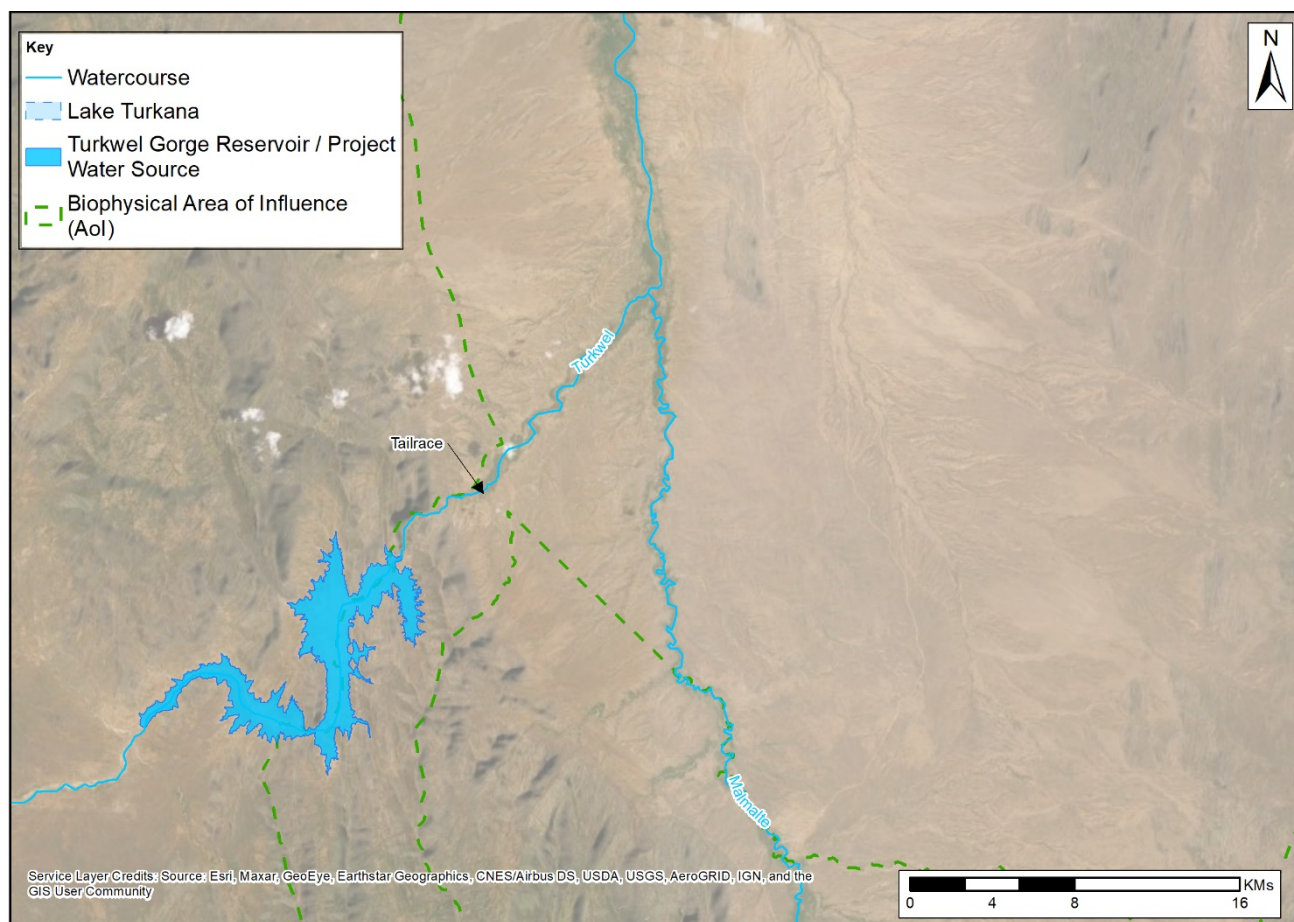 Key
Watercourse
Lake Turkana
Turkwel Gorge Reservoir / Project
Water Source
Biophysical Area of Influence
(AoI)
N
Turkwel
Tailrace
Malmalte
Service Layer Credits: Source: Esri, Maxar, GeoEye, Earthstar Geographics, CNES/Airbus DS, USDA, USGS, AeroGRID, IGN, and the
GIS User Community
KMs
0 4 8 16